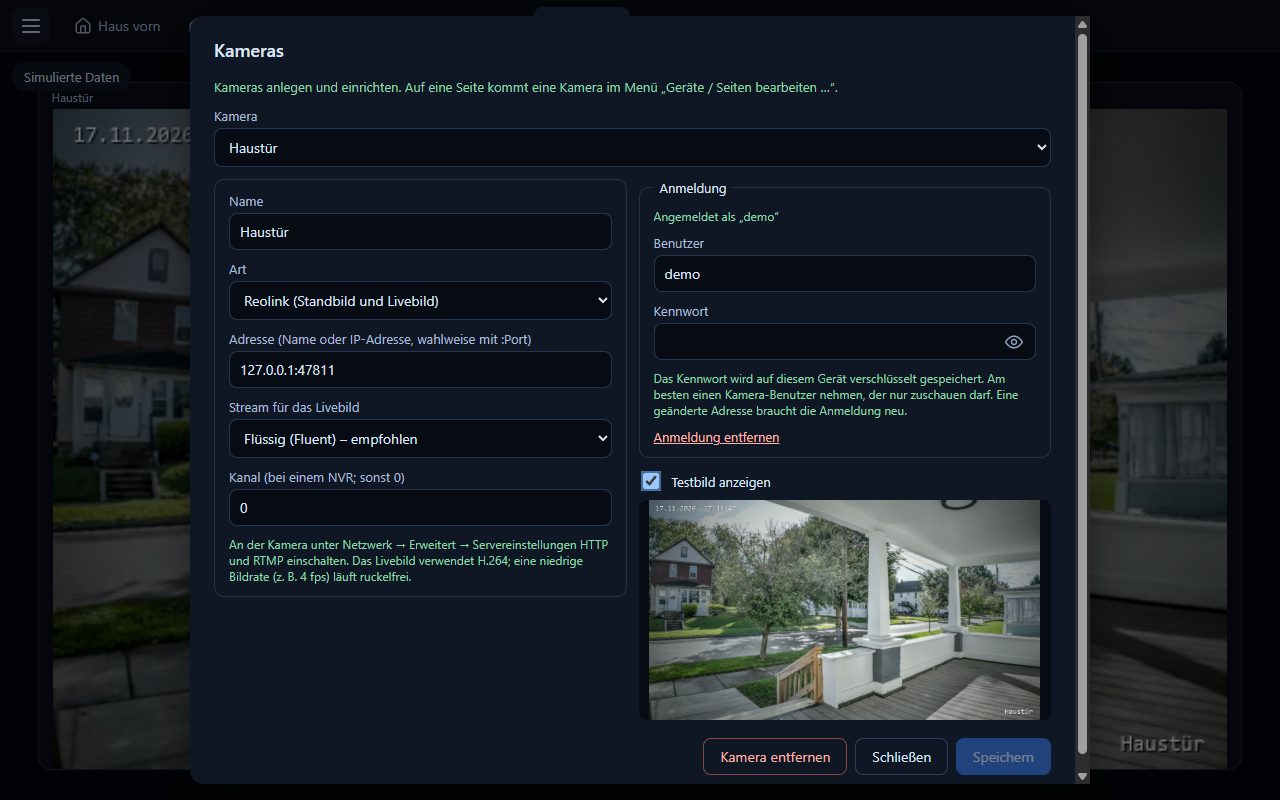 Haus vorn
Simulierte Daten
Haustür
17.11.2026
Kameras
Kameras anlegen und einrichten. Auf eine Seite kommt eine Kamera im Menü „Geräte / Seiten bearbeiten ...“.
Kamera
Haustür
Name
Haustür
Art
Reolink (Standbild und Livebild)
Adresse (Name oder IP-Adresse, wahlweise mit :Port)
127.0.0.1:47811
Stream für das Livebild
Flüssig (Fluent) – empfohlen
Kanal (bei einem NVR; sonst 0)
0
An der Kamera unter Netzwerk → Erweitert → Servereinstellungen HTTP
und RTMP einschalten. Das Livebild verwendet H.264; eine niedrige
Bildrate (z. B. 4 fps) läuft ruckelfrei.
Anmeldung
Angemeldet als „demo“
Benutzer
demo
Kennwort
Das Kennwort wird auf diesem Gerät verschlüsselt gespeichert. Am
besten einen Kamera-Benutzer nehmen, der nur zuschauen darf. Eine
geänderte Adresse braucht die Anmeldung neu.
Anmeldung entfernen
Testbild anzeigen
17.11.2026
Haustür
Kamera entfernen
Schließen
Speichern
Haustür